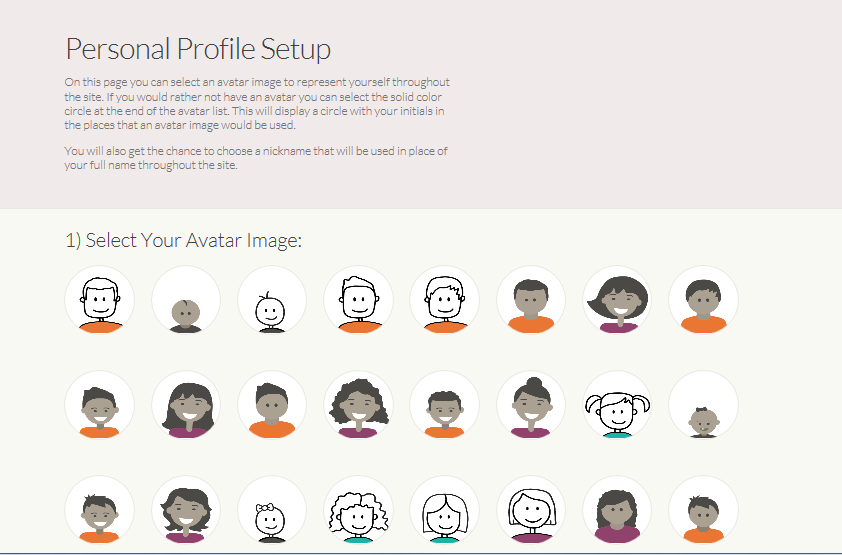 Personal Profile Setup
On this page you can select an avatar image to represent yourself throughout
the site. If you would rather not have an avatar you can select the solid color
circle at the end of the avatar list. This will display a circle with your initials in
the places that an avatar image would be used.
You will also get the chance to choose a nickname that will be used in place of
your full name throughout the site.
1) Select Your Avatar Image: